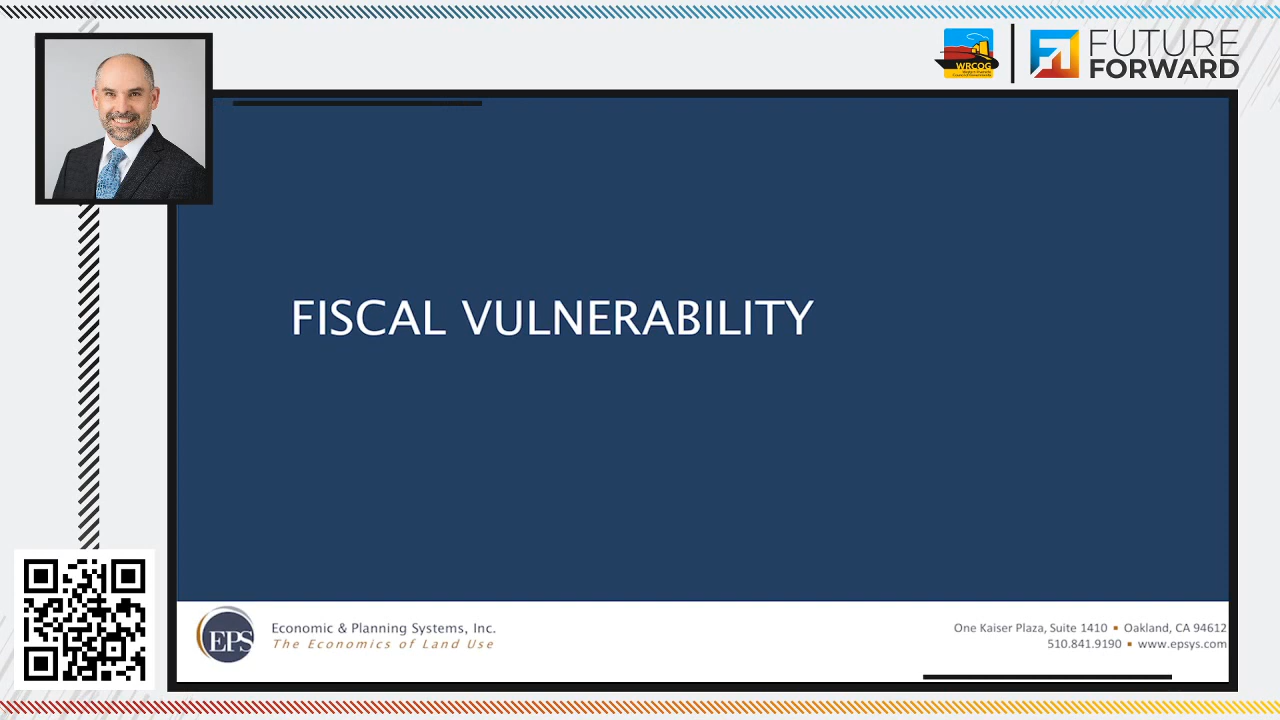 WRCOG
FUTURE
FORWARD
FISCAL VULNERABILITY
EPS
Economic & Planning Systems, Inc.
The Economics of Land Use
One Kaiser Plaza, Suite 1410 ▪ Oakland, CA 94612
510.841.9190 ▪ www.epsys.com